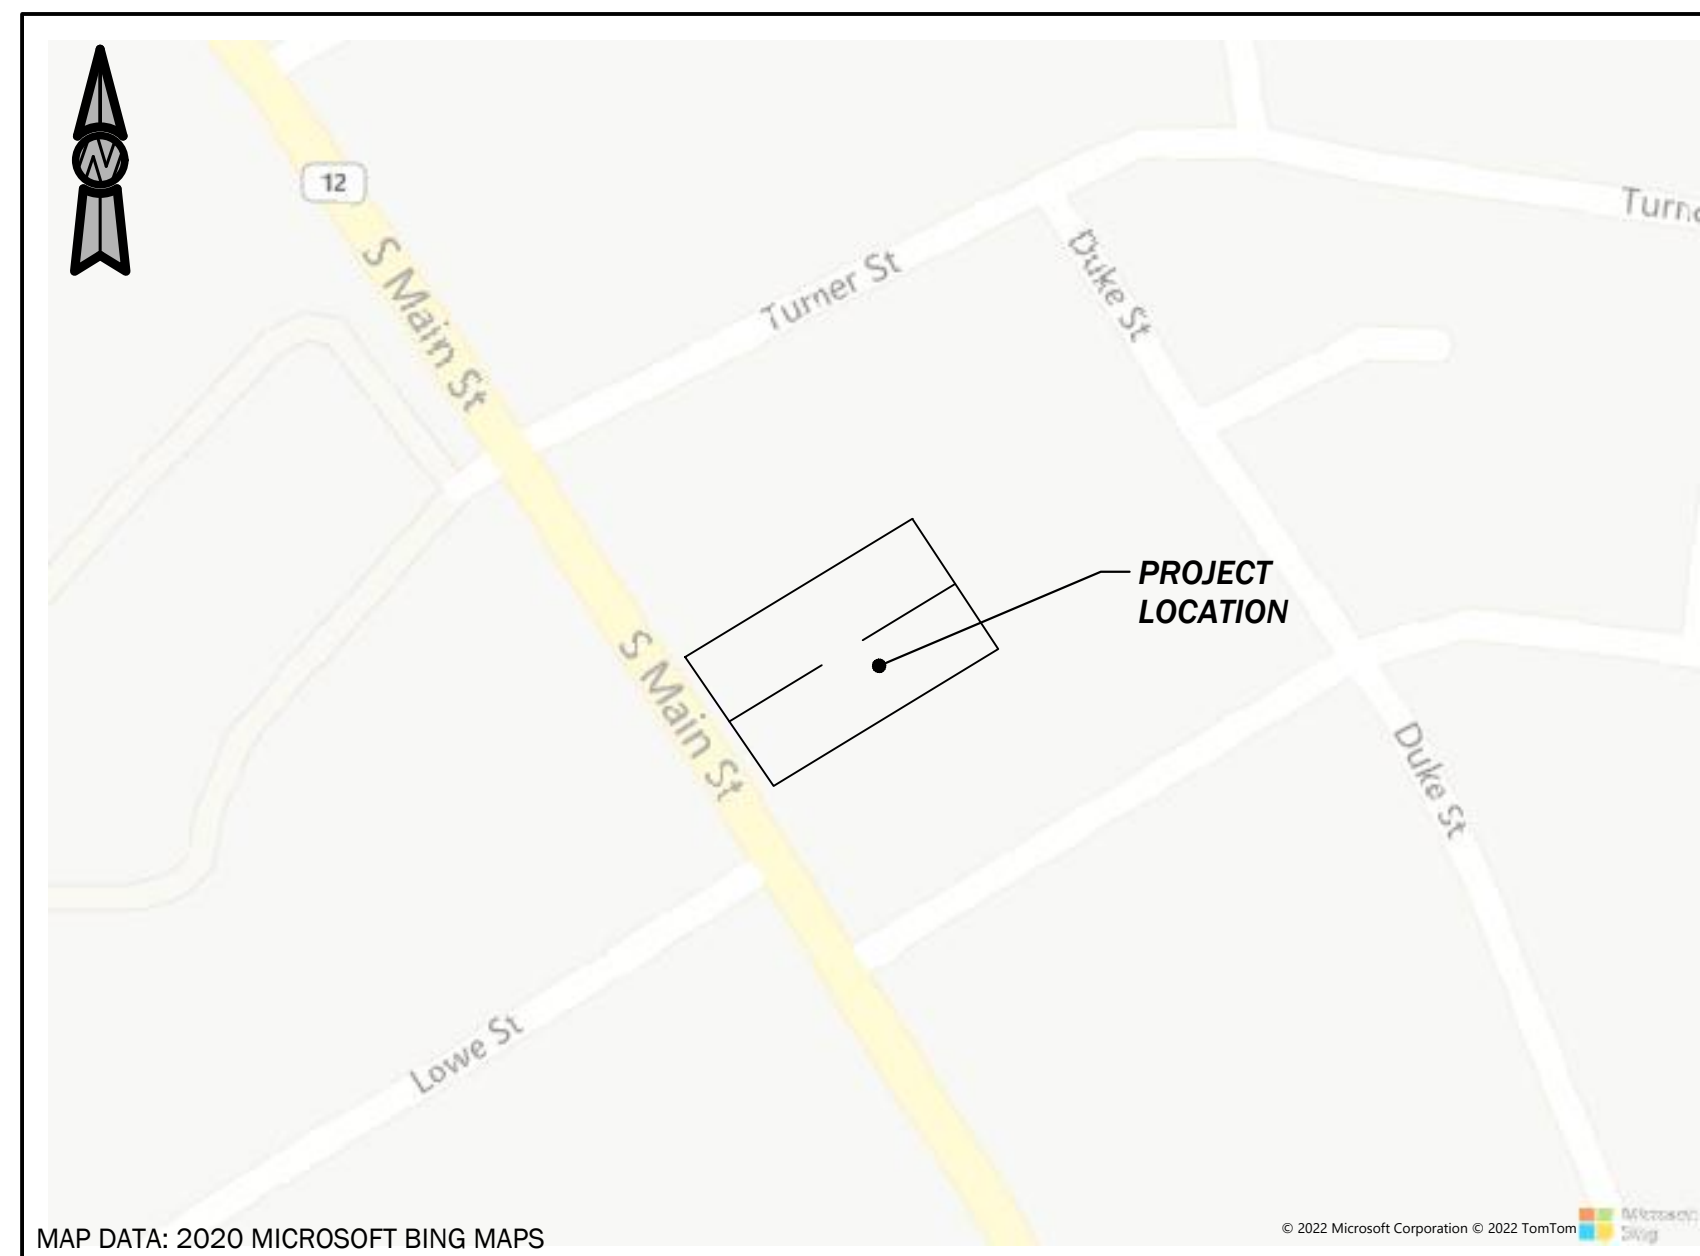 N
12
S Main St
Turner St
Duke St
PROJECT
LOCATION
S Main St
Duke St
Lowe St
MAP DATA: 2020 MICROSOFT BING MAPS
© 2022 Microsoft Corporation © 2022 TomTom
Bing